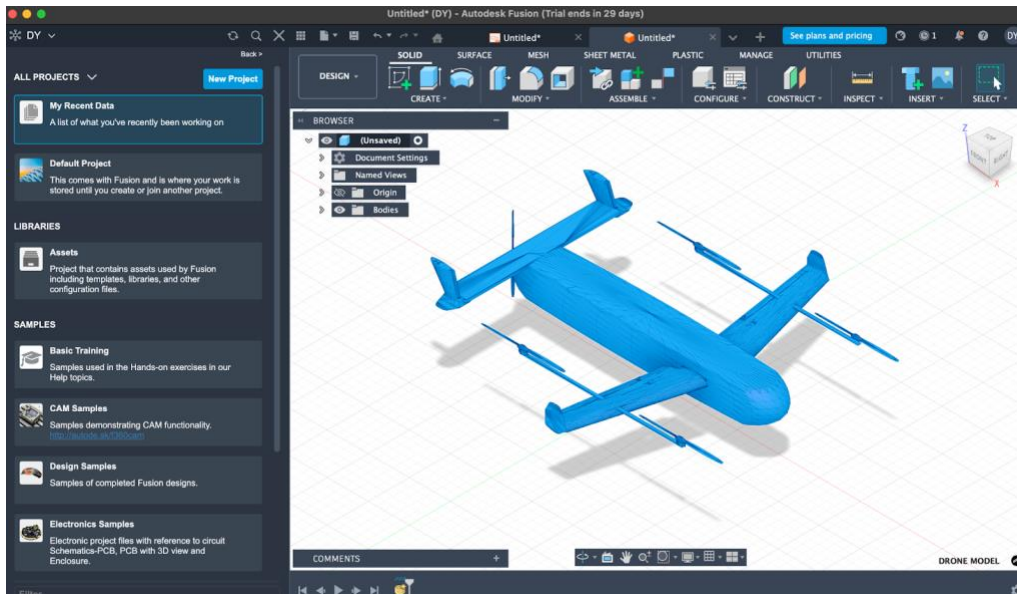 Untitled* (DY) - Autodesk Fusion (Trial ends in 29 days)
DY
Untitled*
Untitled*
See plans and pricing
1
DY
Back >
ALL PROJECTS
New Project
My Recent Data
A list of what you've recently been working on
Default Project
This comes with Fusion and is where your work is
stored until you create or join another project.
LIBRARIES
Assets
Project that contains assets used by Fusion
including templates, libraries, and other
configuration files.
SAMPLES
Basic Training
Samples used in the Hands-on exercises in our
Help topics.
CAM Samples
Samples demonstrating CAM functionality.
Design Samples
Samples of completed Fusion designs.
Electronics Samples
Electronic project files with reference to circuit
Schematics-PCB, PCB with 3D view and
Enclosure.
SOLID SURFACE MESH SHEET METAL PLASTIC MANAGE UTILITIES
DESIGN
CREATE MODIFY ASSEMBLE CONFIGURE CONSTRUCT INSPECT INSERT SELECT
BROWSER
(Unsaved)
Document Settings
Named Views
Origin
Bodies
Z
TOP
FRONT
RIGHT
X
COMMENTS
DRONE MODEL